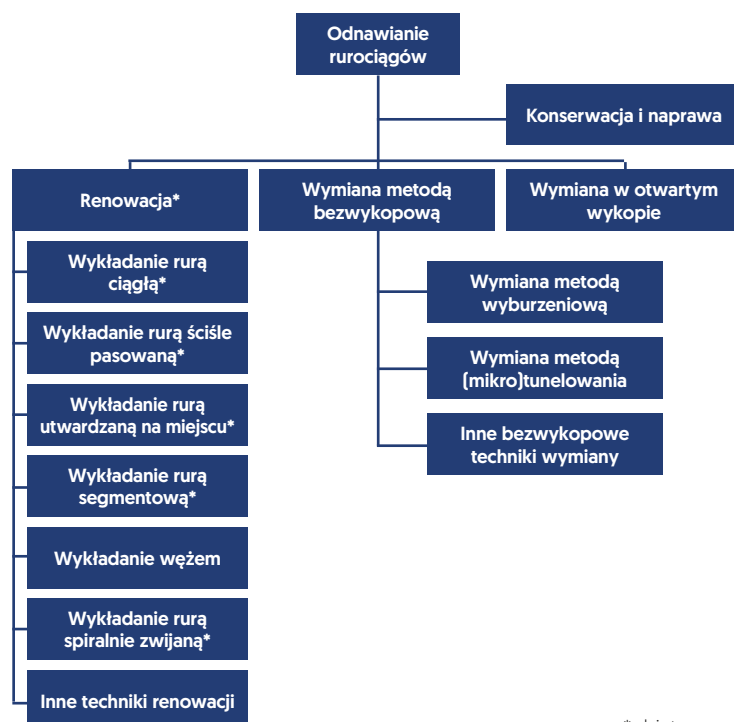 Odnawianie
rurociągów
Konserwacja i naprawa
Renowacja*
Wymiana metodą
bezwykopową
Wymiana w otwartym
wykopie
Wykładanie rurą
ciągłą*
Wykładanie rurą ściśle
pasowaną*
Wykładanie rurą
utwardzaną na miejscu*
Wykładanie rurą
segmentową*
Wykładanie wężem
Wykładanie rurą
spiralnie zwijaną*
Inne techniki renowacji
Wymiana metodą
wyburzeniową
Wymiana metodą
(mikro)tunelowania
Inne bezwykopowe
techniki wymiany